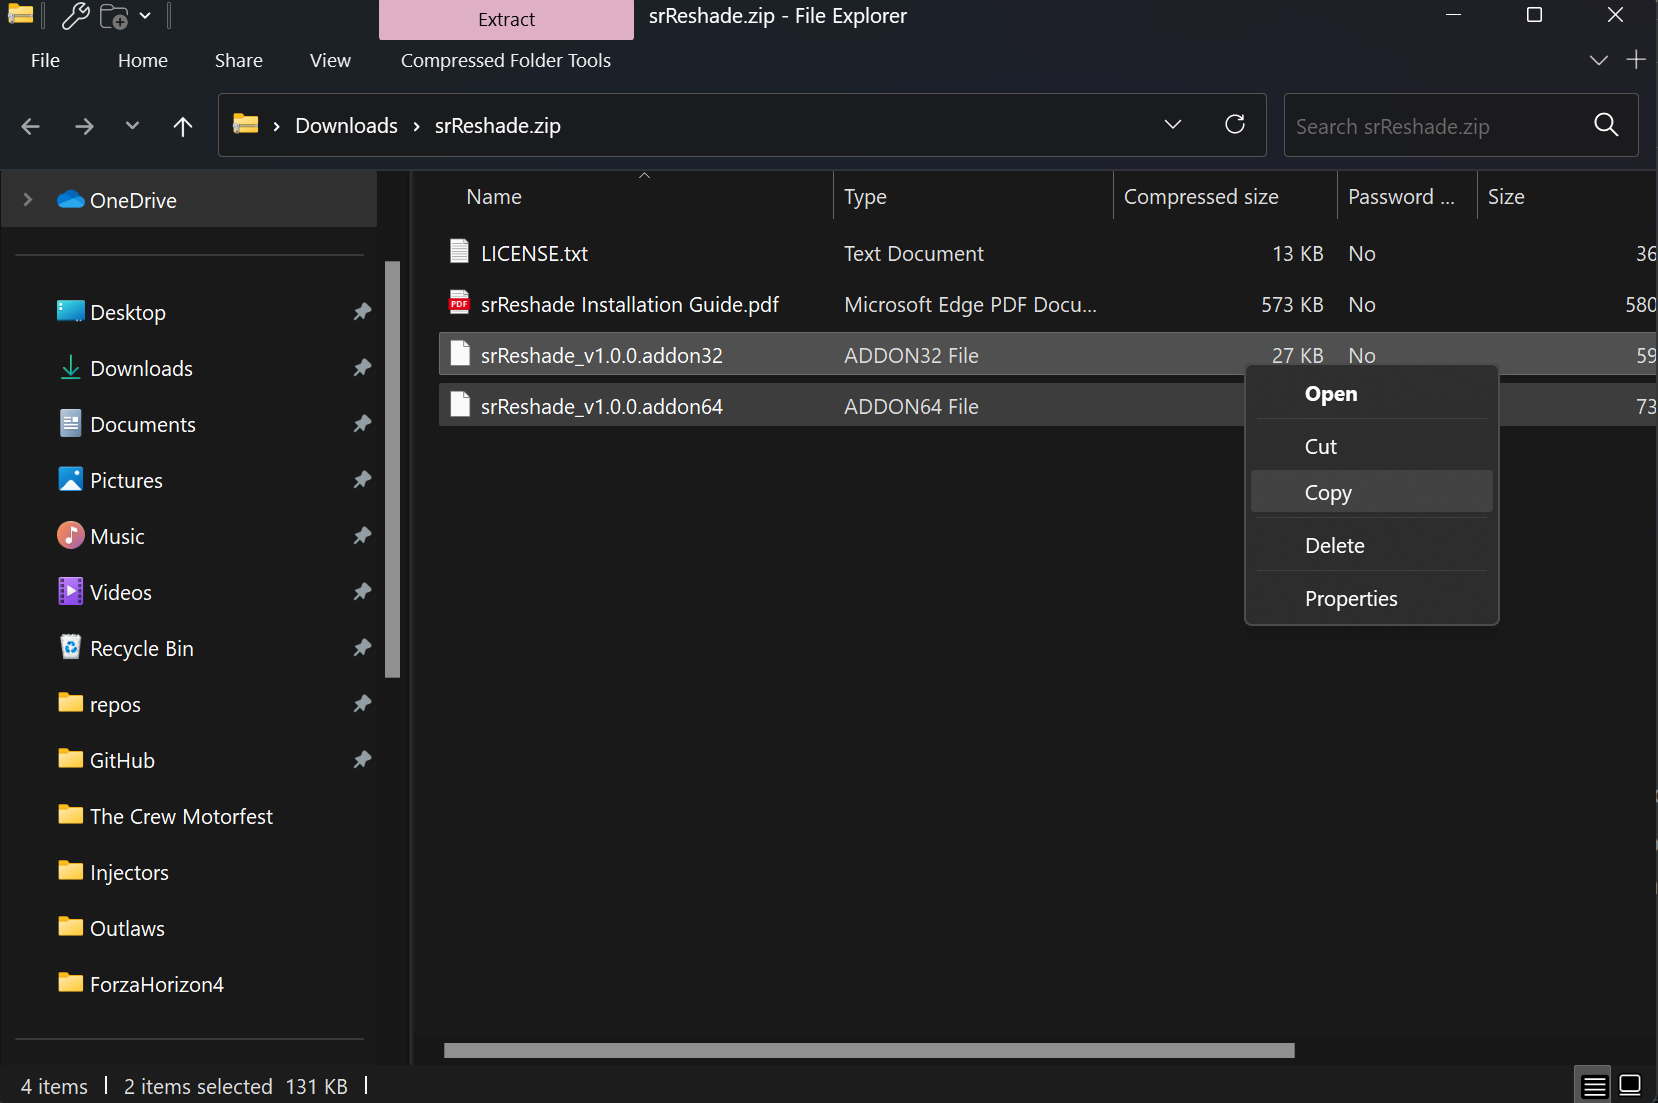 Extract
srReshade.zip - File Explorer
File
Home
Share
View
Compressed Folder Tools
Downloads
srReshade.zip
Search srReshade.zip
OneDrive
Desktop
Downloads
Documents
Pictures
Music
Videos
Recycle Bin
repos
GitHub
The Crew Motorfest
Injectors
Outlaws
ForzaHorizon4
Name Type Compressed size Password ... Size
LICENSE.txt Text Document 13 KB No 36
PDF srReshade Installation Guide.pdf Microsoft Edge PDF Docu... 573 KB No 580
srReshade_v1.0.0.addon32 ADDON32 File 27 KB No 59
srReshade_v1.0.0.addon64 ADDON64 File 73
Open
Cut
Copy
Delete
Properties
4 items 2 items selected 131 KB